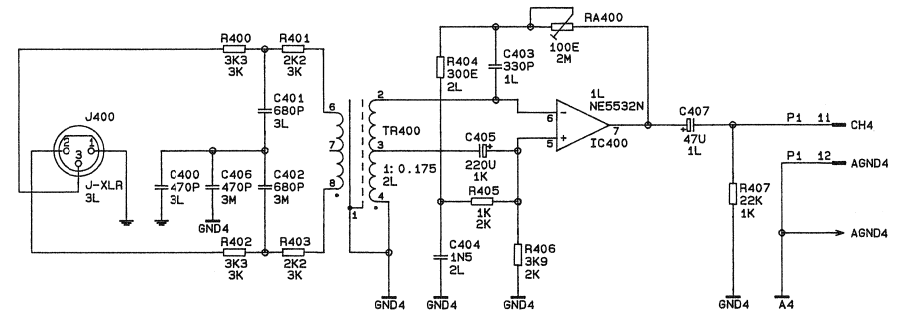 RA400
100E
2M
R400
3K3
3K
R401
2K2
3K
R404
300E
2L
C403
330P
1L
1L
NE5532N
6
-
+
5
7
IC400
C407
+
47U
1L
P1 11
CH4
P1 12
AGND4
AGND4
C401
680P
3L
J400
2
1
3
J-XLR
3L
6
7
8
2
TR400
3
1:0.175
2L
4
1
C405
+
220U
1K
R405
1K
2K
C400
470P
3L
C406
470P
3M
C402
680P
3M
GND4
R402
3K3
3K
R403
2K2
3K
C404
1N5
2L
R406
3K9
2K
R407
22K
1K
GND4
GND4
GND4
GND4
A4